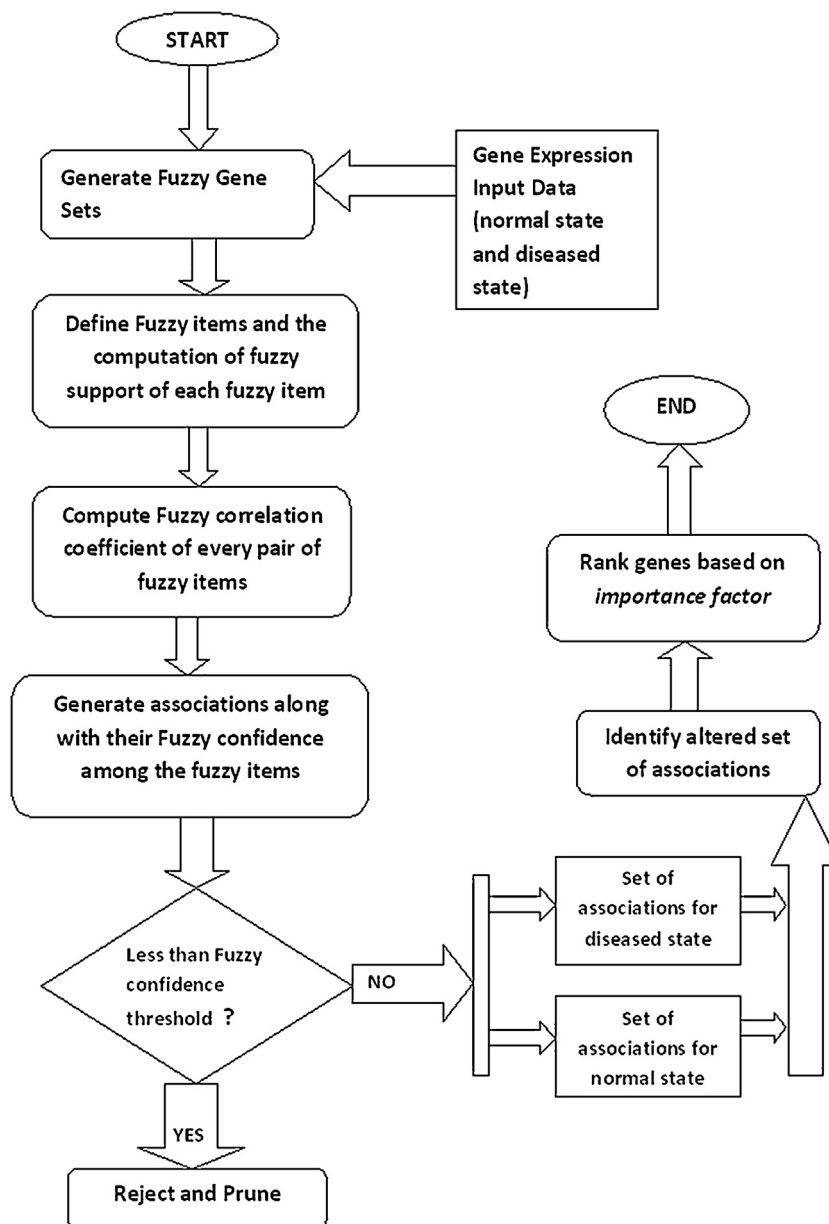 START
Generate Fuzzy Gene
Sets
Gene Expression
Input Data
(normal state
and diseased
state)
Define Fuzzy items and the
computation of fuzzy
support of each fuzzy item
Compute Fuzzy correlation
coefficient of every pair of
fuzzy items
Generate associations along
with their Fuzzy confidence
among the fuzzy items
Less than Fuzzy
confidence
threshold ?
YES
Reject and Prune
NO
Set of
associations for
diseased state
Set of
associations for
normal state
Identify altered set
of associations
Rank genes based on
importance factor
END